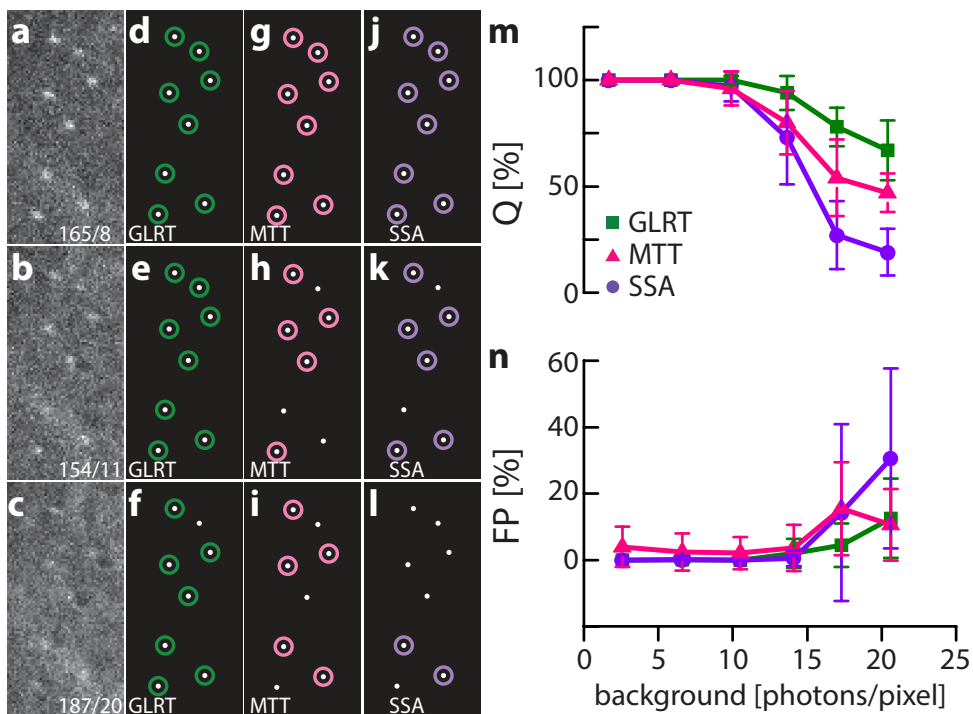 a d g j m
165/8 GLRT MTT SSA
b e h k
154/11 GLRT MTT SSA
c f i l
187/20 GLRT MTT SSA
100
50
0
Q [%]
GLRT
MTT
SSA
n
60
40
20
0
FP [%]
0 5 10 15 20 25
background [photons/pixel]